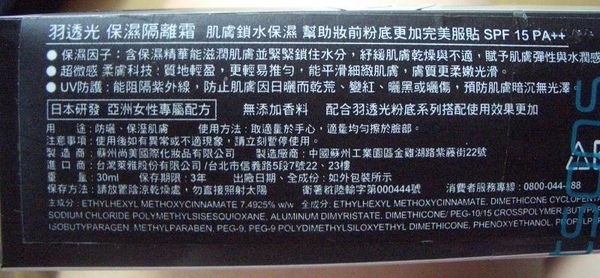 羽透光 保濕隔離霜 肌膚鎖水保濕 幫助妝前粉底更加完美服貼 SPF 15 PA++
●保濕因子: 含保濕精華能滋潤肌膚並緊緊鎖住水分，紓緩肌膚乾燥與不適，賦予肌膚彈性與水潤
●超微感 柔膚科技: 質地輕盈，更輕易推勻，能平滑細緻肌膚，膚質更柔嫩光滑。
●UV防護: 能阻隔紫外線，防止肌膚因日曬而乾荒、變紅、曬黑或曬傷，預防肌膚暗沉無光澤
日本研發 亞洲女性專屬配方 無添加香料 配合羽透光粉底系列搭配使用效果更加
用 途: 防曬、保溼肌膚 使用方法: 取適量於手心，適量均勻擦於臉部。
注意事項: 使用後如有異常或不適現象，請立刻暫停使用。
製造商: 蘇州尚美國際化妝品有限公司 製造廠商: 中國蘇州工業園區金雞湖路紫藤街22號
進口商: 台灣萊雅股份有限公司/台北市信義路5段7號22、23樓
容 量: 30ml 保存年限: 3年 出廠日期、全成分: 如外包裝所示
保存方法: 請放置陰涼乾燥處，勿直接照射太陽 衛署粧陸輸字第000444號 消費者服務專線: 0800-044-88
主成分: ETHYLHEXYL METHOXYCINNAMATE 7.4925% w/w 全成分: ETHYLHEXYL METHOXYCINNAMATE, DIMETHICONE
SODIUM CHLORIDE POLYMETHYLSILSESQUIOXANE, ALUMINUM DIMYRISTATE, DIMETHICONE/ PEG-10/15 CROSSPOLYMER,
ISOBUTYLPARABEN, METHYLPARABEN, PEG-9, PEG-9 POLYDIMETHYLSILOXYETHYL DIMETHICONE,